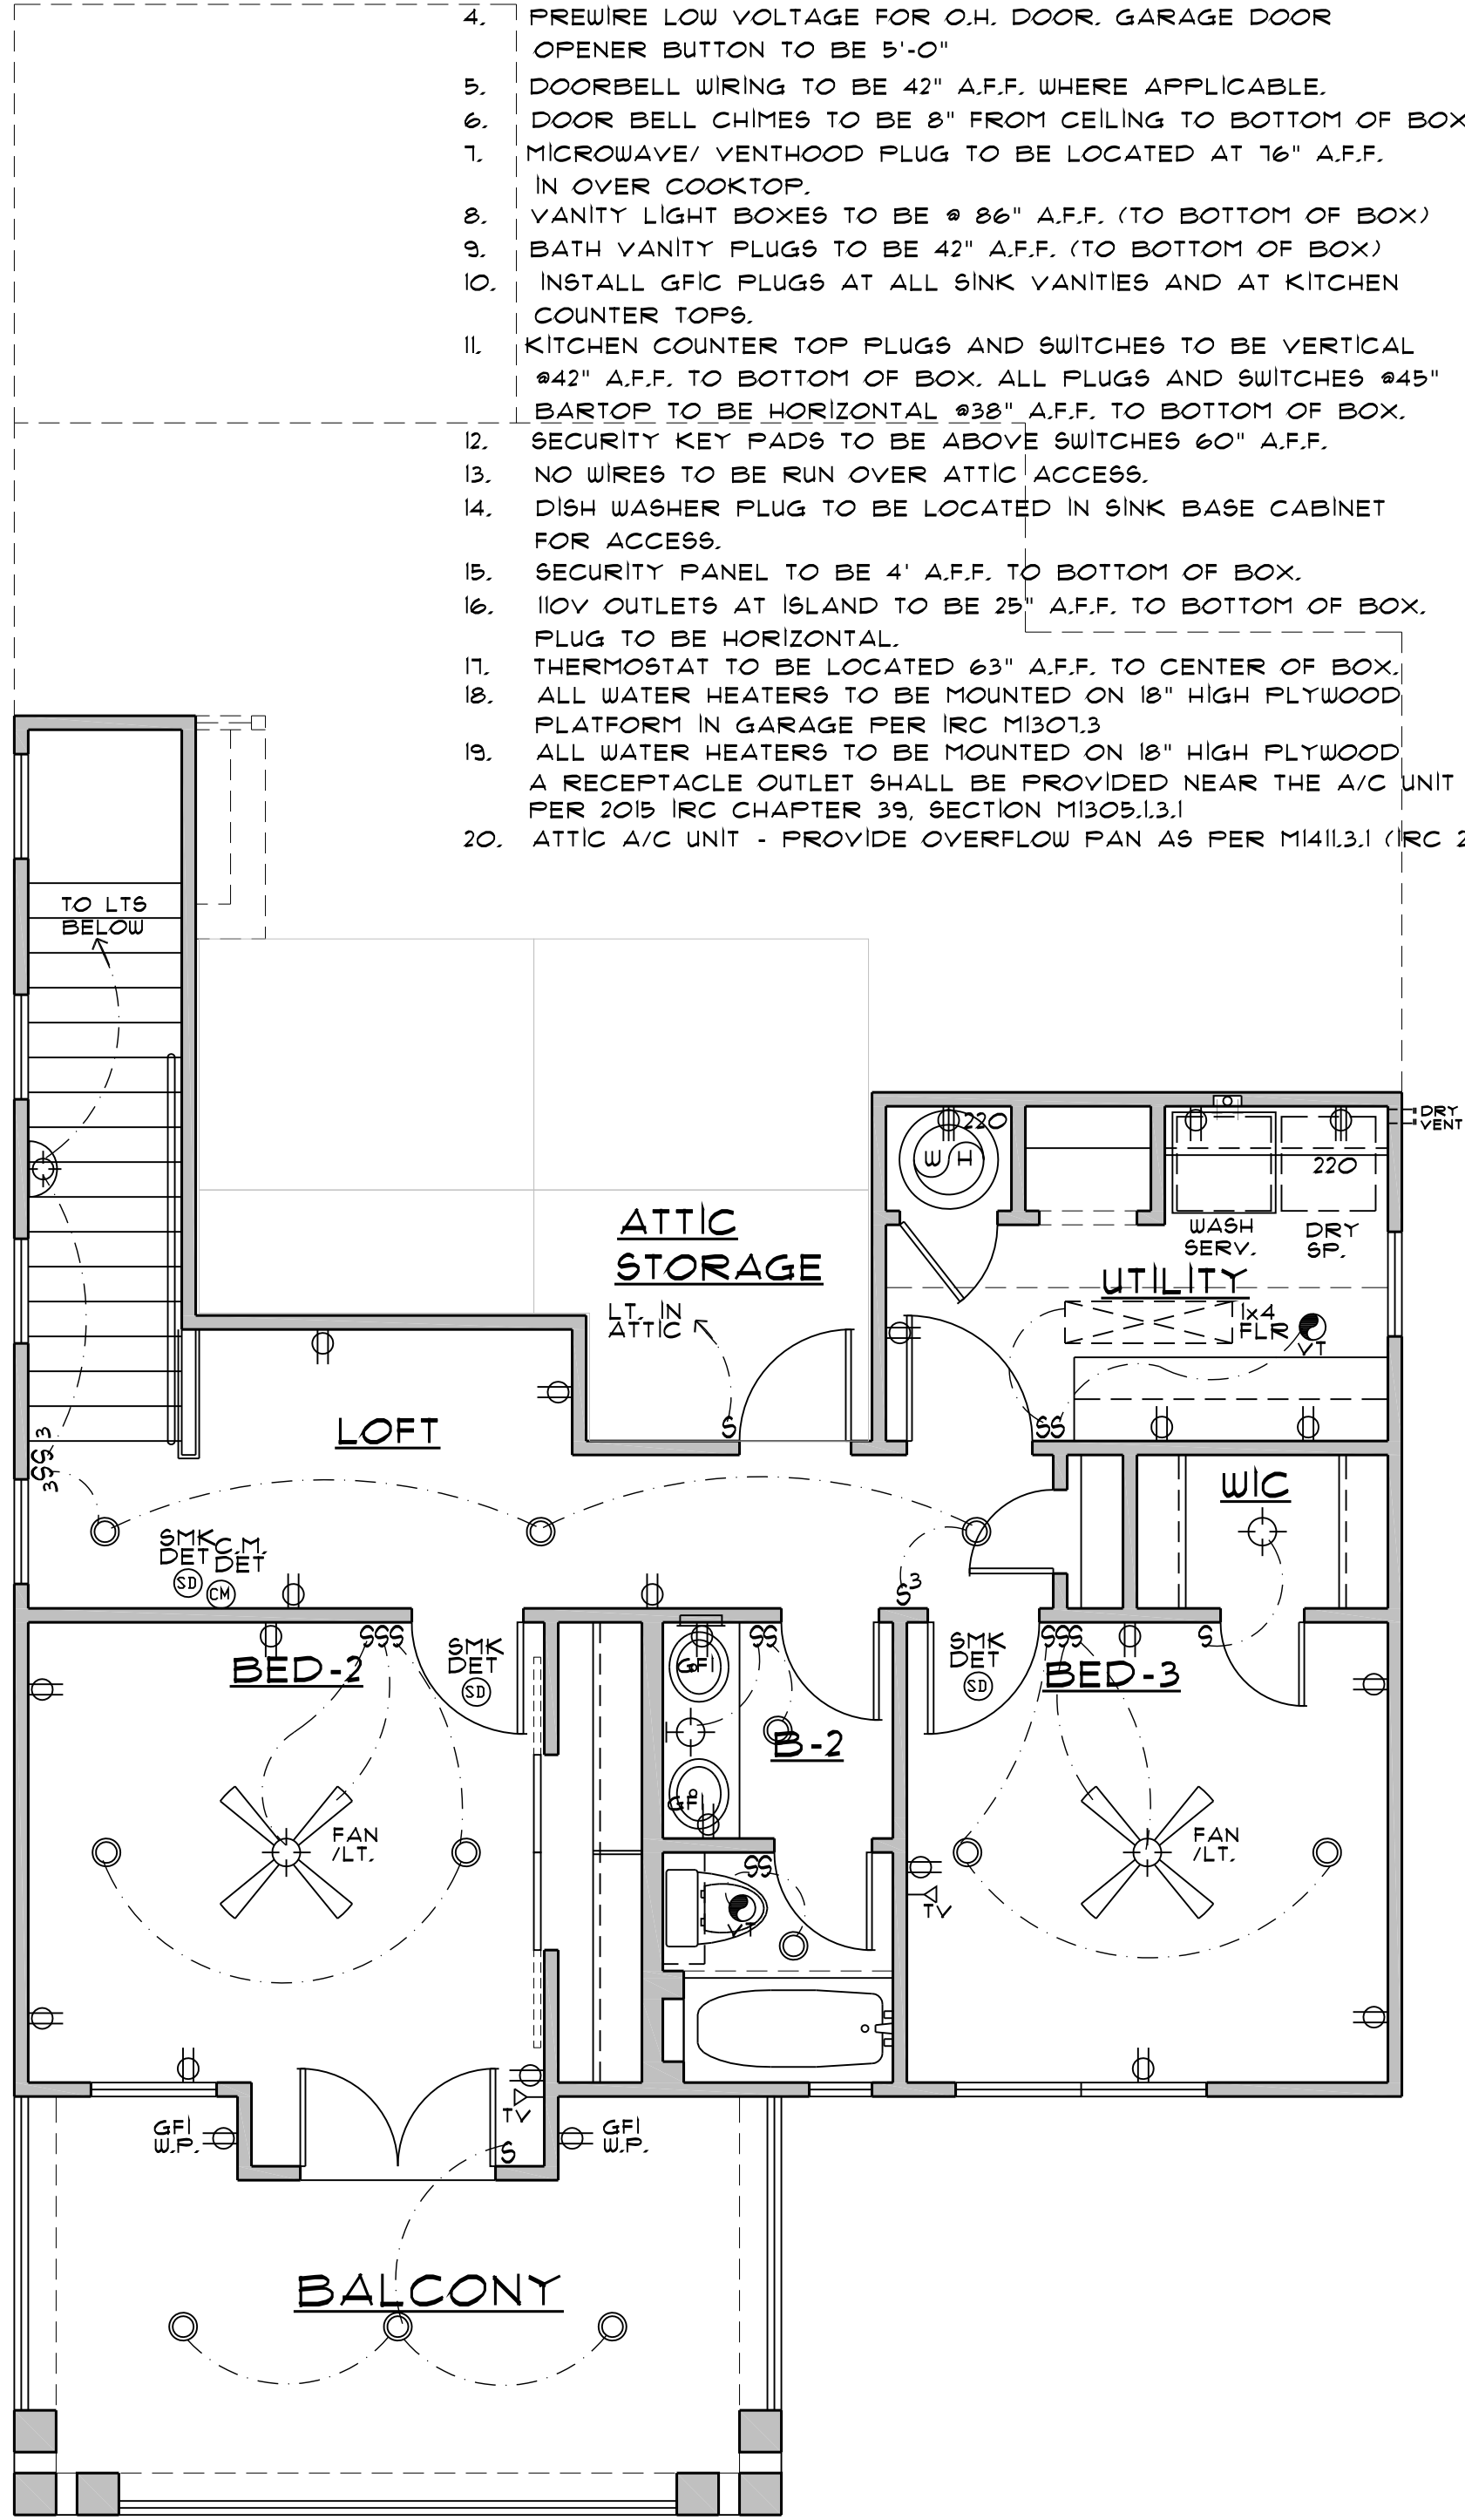 4. PREWIRE LOW VOLTAGE FOR O.H. DOOR. GARAGE DOOR
OPENER BUTTON TO BE 5'-0"
5. DOORBELL WIRING TO BE 42" A.F.F. WHERE APPLICABLE.
6. DOOR BELL CHIMES TO BE 8" FROM CEILING TO BOTTOM OF BOX
7. MICROWAVE/ VENTHOOD PLUG TO BE LOCATED AT 76" A.F.F.
IN OVER COOKTOP.
8. VANITY LIGHT BOXES TO BE @ 86" A.F.F. (TO BOTTOM OF BOX)
9. BATH VANITY PLUGS TO BE 42" A.F.F. (TO BOTTOM OF BOX)
10. INSTALL GFIC PLUGS AT ALL SINK VANITIES AND AT KITCHEN
COUNTER TOPS.
11. KITCHEN COUNTER TOP PLUGS AND SWITCHES TO BE VERTICAL
@42" A.F.F. TO BOTTOM OF BOX. ALL PLUGS AND SWITCHES @45"
BARTOP TO BE HORIZONTAL @38" A.F.F. TO BOTTOM OF BOX.
12. SECURITY KEY PADS TO BE ABOVE SWITCHES 60" A.F.F.
13. NO WIRES TO BE RUN OVER ATTIC ACCESS.
14. DISH WASHER PLUG TO BE LOCATED IN SINK BASE CABINET
FOR ACCESS.
15. SECURITY PANEL TO BE 4' A.F.F. TO BOTTOM OF BOX.
16. 110V OUTLETS AT ISLAND TO BE 25" A.F.F. TO BOTTOM OF BOX.
PLUG TO BE HORIZONTAL.
17. THERMOSTAT TO BE LOCATED 63" A.F.F. TO CENTER OF BOX.
18. ALL WATER HEATERS TO BE MOUNTED ON 18" HIGH PLYWOOD
PLATFORM IN GARAGE PER IRC M1307.3
19. ALL WATER HEATERS TO BE MOUNTED ON 18" HIGH PLYWOOD
A RECEPTACLE OUTLET SHALL BE PROVIDED NEAR THE A/C UNIT
PER 2015 IRC CHAPTER 39, SECTION M1305.1.3.1
20. ATTIC A/C UNIT - PROVIDE OVERFLOW PAN AS PER M1411.3.1 (IRC 2
TO LTS
BELOW
220
W H
DRY
VENT
220
WASH
SERV.
DRY
SP.
ATTIC
STORAGE
LT. IN
ATTIC
UTILITY
1x4
FLR
VT
S
SS
LOFT
3SS3
WIC
SMK
DET
SD
C.M.
DET
CM
S3
BED-2
SSS
SMK
DET
SD
GFI
SS
B-2
GFI
SMK
DET
SD
SSS
S
BED-3
FAN
/LT.
FAN
/LT.
SS
VT
TV
TV
GFI
W.P.
GFI
W.P.
S
BALCONY